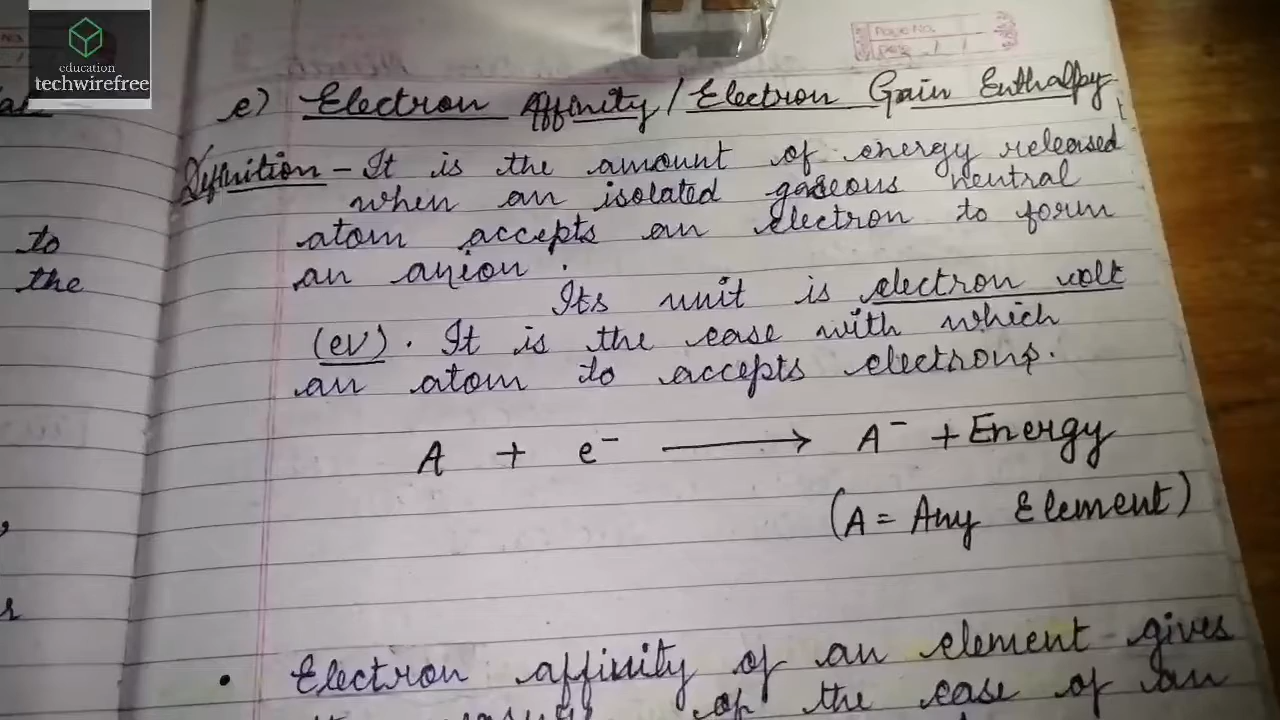 education
techwirefree
Page No.
e) Electron Affinity / Electron Gain Enthalpy
Definition - It is the amount of energy released
when an isolated gaseous neutral
atom accepts an electron to form
an anion.
Its unit is electron volt
(eV). It is the ease with which
an atom to accepts electrons.
A + e⁻ ⟶ A⁻ + Energy
(A = Any Element)
• Electron affinity of an element gives
of the ease of an
to
the